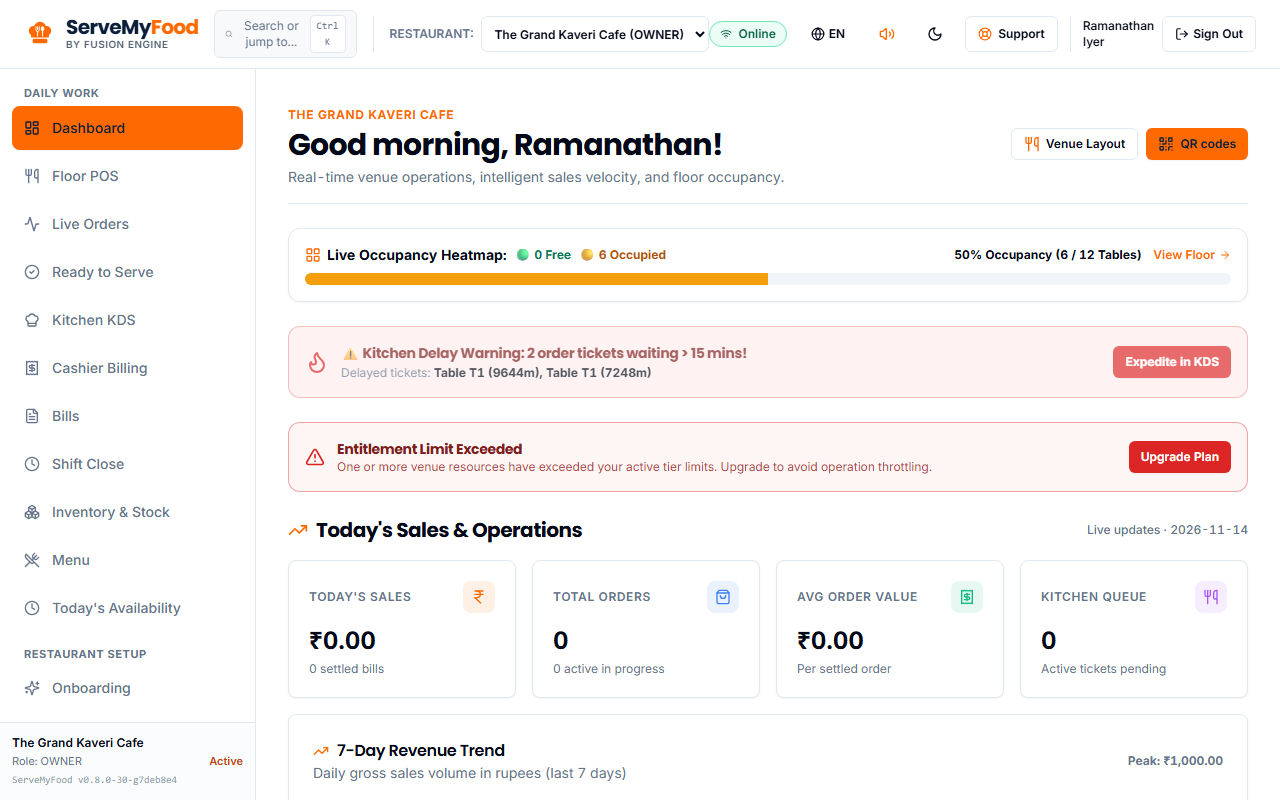 ServeMyFood
BY FUSION ENGINE
Search or jump to...
Ctrl K
RESTAURANT:
The Grand Kaveri Cafe (OWNER)
Online
EN
Support
Ramanathan Iyer
Sign Out
DAILY WORK
Dashboard
Floor POS
Live Orders
Ready to Serve
Kitchen KDS
Cashier Billing
Bills
Shift Close
Inventory & Stock
Menu
Today's Availability
RESTAURANT SETUP
Onboarding
The Grand Kaveri Cafe
Role: OWNER
Active
ServeMyFood v0.8.0-30-g7deb8e4
THE GRAND KAVERI CAFE
Good morning, Ramanathan!
Real-time venue operations, intelligent sales velocity, and floor occupancy.
Venue Layout
QR codes
Live Occupancy Heatmap:
0 Free
6 Occupied
50% Occupancy (6 / 12 Tables)
View Floor →
⚠️ Kitchen Delay Warning: 2 order tickets waiting > 15 mins!
Delayed tickets: Table T1 (9644m), Table T1 (7248m)
Expedite in KDS
Entitlement Limit Exceeded
One or more venue resources have exceeded your active tier limits. Upgrade to avoid operation throttling.
Upgrade Plan
Today's Sales & Operations
Live updates · 2026-11-14
TODAY'S SALES
₹0.00
0 settled bills
TOTAL ORDERS
0
0 active in progress
AVG ORDER VALUE
₹0.00
Per settled order
KITCHEN QUEUE
0
Active tickets pending
7-Day Revenue Trend
Daily gross sales volume in rupees (last 7 days)
Peak: ₹1,000.00